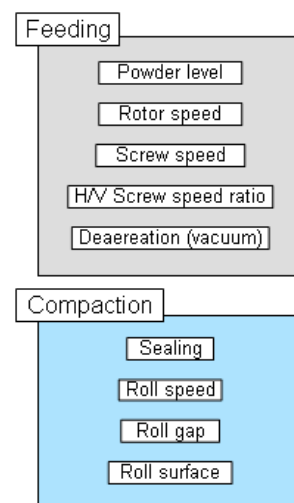 Feeding
Powder level
Rotor speed
Screw speed
H/V Screw speed ratio
Deaereation (vacuum)
Compaction
Sealing
Roll speed
Roll gap
Roll surface